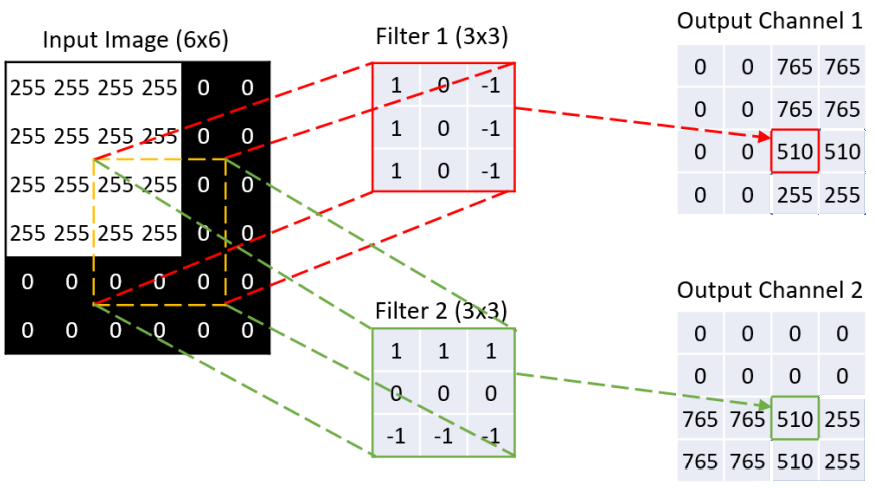 Input Image (6x6)
255 255 255 255 0 0
255 255 255 255 0 0
255 255 255 255 0 0
255 255 255 255 0 0
0 0 0 0 0 0
0 0 0 0 0 0
Filter 1 (3x3)
1 0 -1
1 0 -1
1 0 -1
Output Channel 1
0 0 765 765
0 0 765 765
0 0 510 510
0 0 255 255
Filter 2 (3x3)
1 1 1
0 0 0
-1 -1 -1
Output Channel 2
0 0 0 0
0 0 0 0
765 765 510 255
765 765 510 255